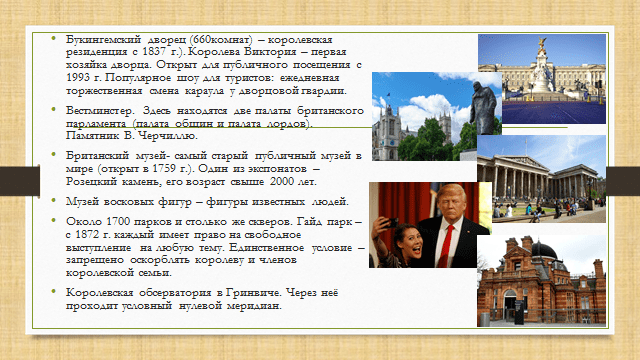 Букингемский дворец (660комнат) – королевская
резиденция с 1837 г.). Королева Виктория – первая
хозяйка дворца. Открыт для публичного посещения с
1993 г. Популярное шоу для туристов: ежедневная
торжественная смена караула у дворцовой гвардии.
Вестминстер. Здесь находятся две палаты британского
парламента (палата общин и палата лордов).
Памятник В. Черчиллю.
Британский музей- самый старый публичный музей в
мире (открыт в 1759 г.). Один из экспонатов –
Розецкий камень, его возраст свыше 2000 лет.
Музей восковых фигур – фигуры известных людей.
Около 1700 парков и столько же скверов. Гайд парк –
с 1872 г. каждый имеет право на свободное
выступление на любую тему. Единственное условие –
запрещено оскорблять королеву и членов
королевской семьи.
Королевская обсерватория в Гринвиче. Через неё
проходит условный нулевой меридиан.